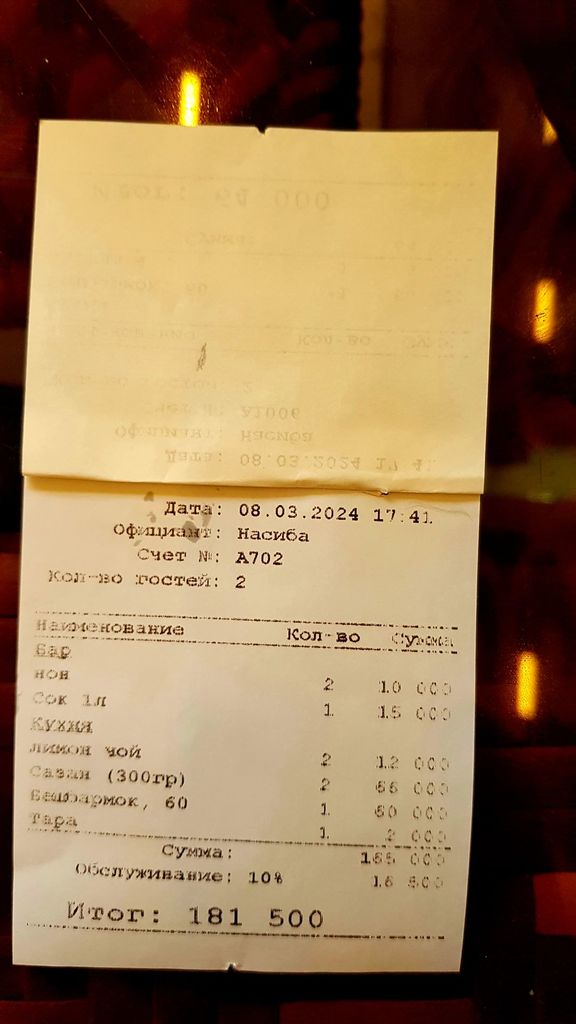 Дата: 08.03.2024 17:41
Официант: Насиба
Счет №: А702
Кол-во гостей: 2
Наименование Кол-во Сумма
Бар
нон 2 10 000
Сок 1л 1 15 000
Кухня
лимон чой 2 12 000
Сазан (300гр) 2 66 000
Бешбармок, 60 1 60 000
Тара 1 2 000
Сумма: 165 000
Обслуживание: 10% 16 500
Итог: 181 500